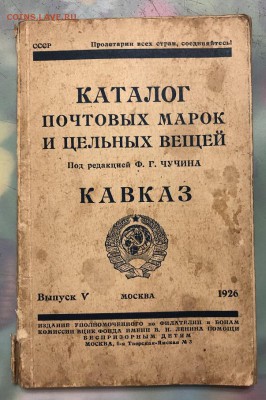 COINS.LAVE.RU
СССР Пролетарии всех стран, соединяйтесь!
КАТАЛОГ
ПОЧТОВЫХ МАРОК
И ЦЕЛЬНЫХ ВЕЩЕЙ
Под редакцией Ф. Г. ЧУЧИНА
КАВКАЗ
Выпуск V МОСКВА 1926
ИЗДАНИЕ УПОЛНОМОЧЕННОГО по ФИЛАТЕЛИИ и БОНАМ
КОМИССИИ ВЦИК ФОНДА ИМЕНИ В. И. ЛЕНИНА ПОМОЩИ
БЕСПРИЗОРНЫМ ДЕТЯМ
МОСКВА, 1-я Тверская-Ямская № 3